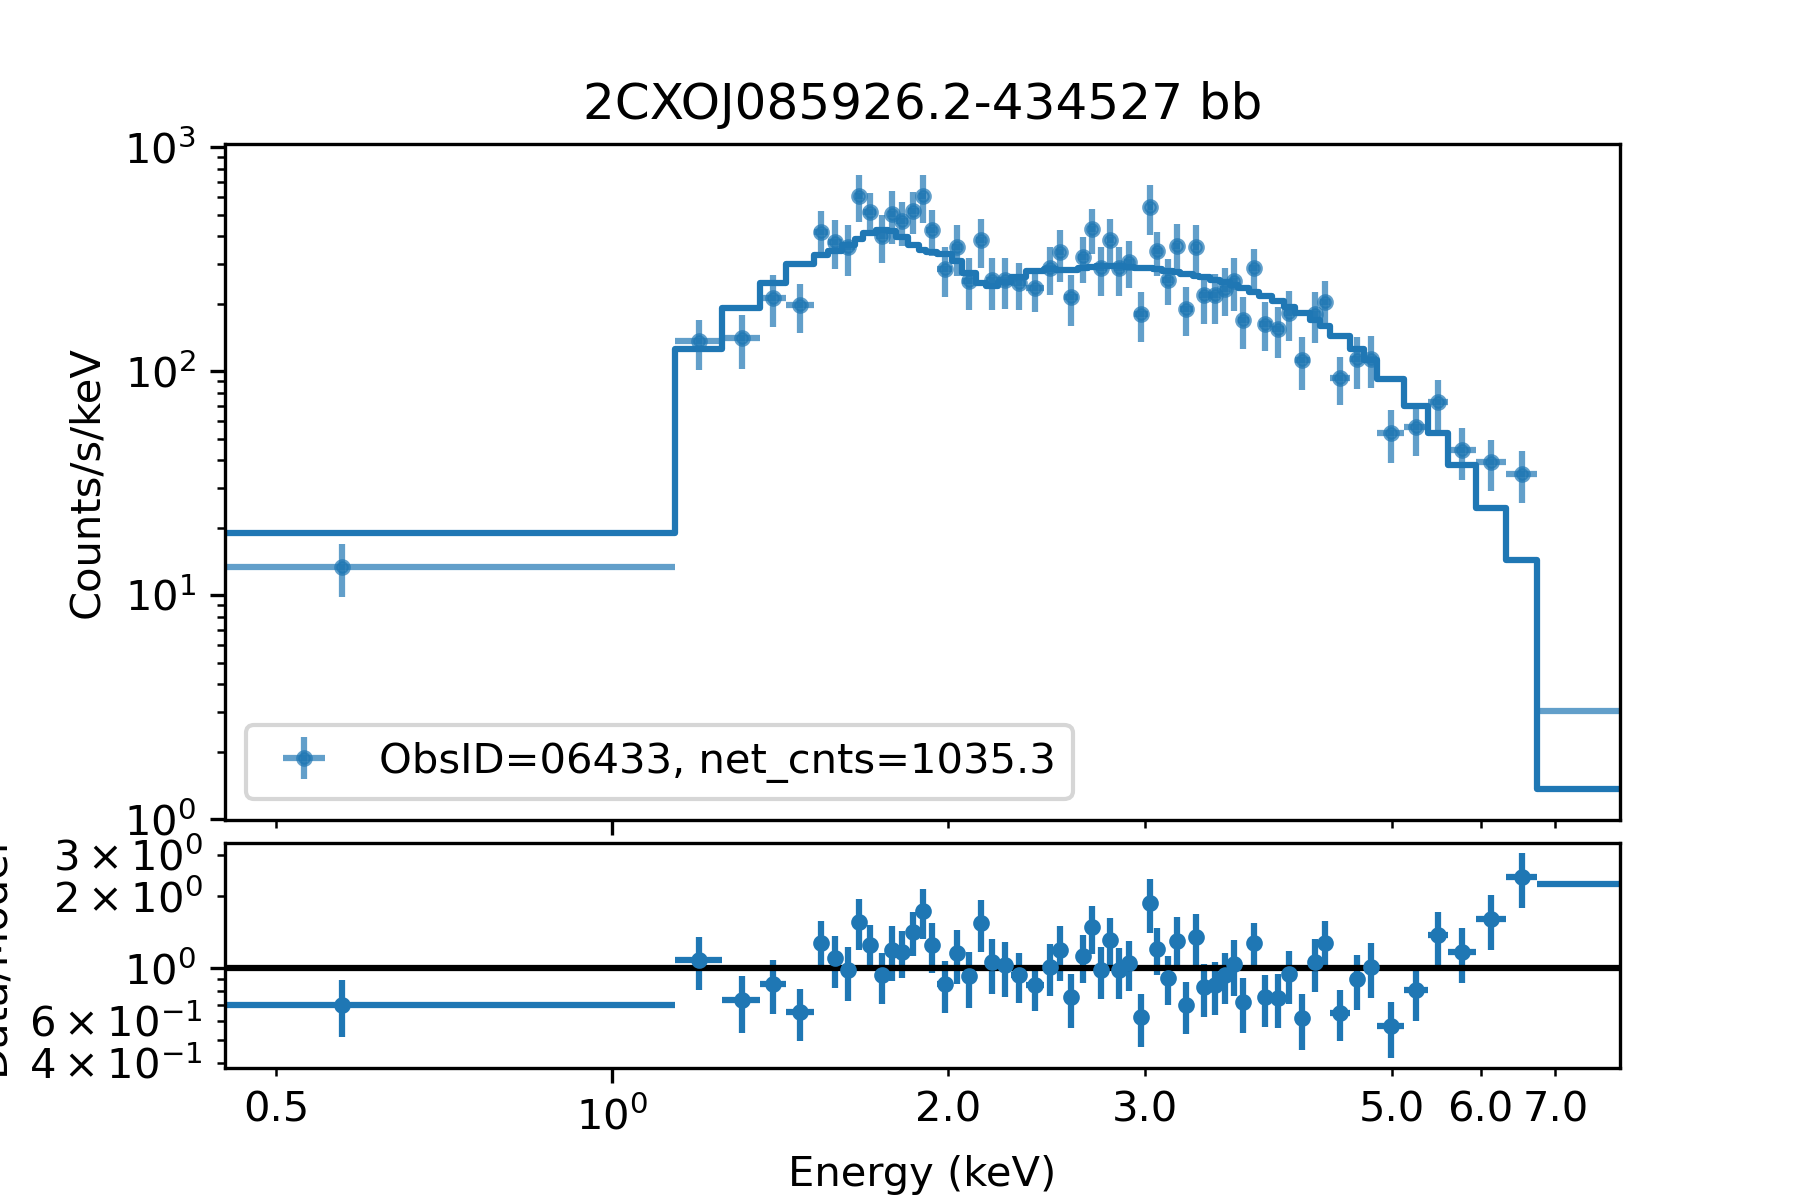 2CXOJ085926.2-434527 bb
10³
10²
10¹
10⁰
Counts/s/keV
ObsID=06433, net_cnts=1035.3
3 × 10⁰
2 × 10⁰
10⁰
6 × 10⁻¹
4 × 10⁻¹
0.5 10⁰ 2.0 3.0 5.0 6.0 7.0
Energy (keV)